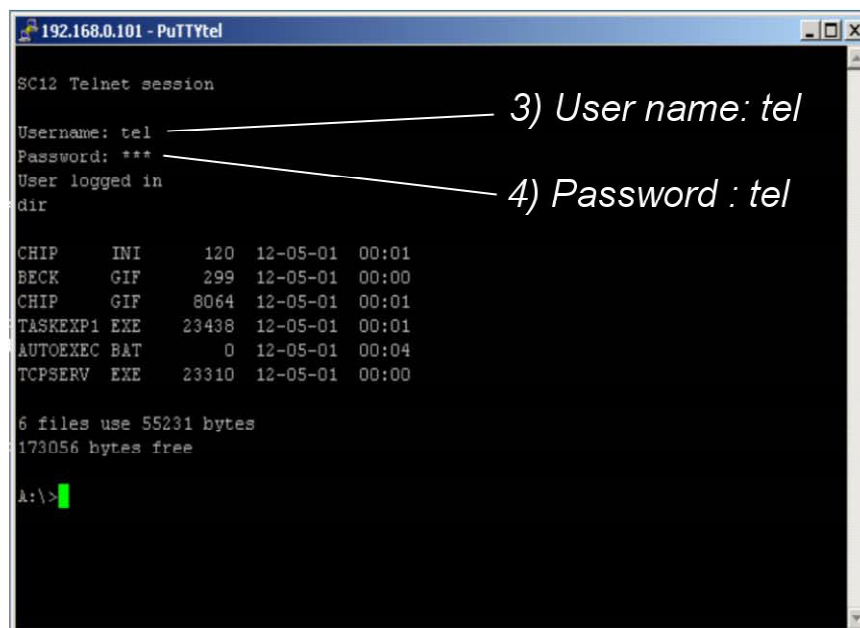 192.168.0.101 - PuTTYtel
SC12 Telnet session
3) User name: tel
Username: tel
Password: ***
4) Password : tel
User logged in
dir
CHIP INI 120 12-05-01 00:01
BECK GIF 299 12-05-01 00:00
CHIP GIF 8064 12-05-01 00:01
TASKEXP1 EXE 23438 12-05-01 00:01
AUTOEXEC BAT 0 12-05-01 00:04
TCPSERV EXE 23310 12-05-01 00:00
6 files use 55231 bytes
173056 bytes free
A:\>